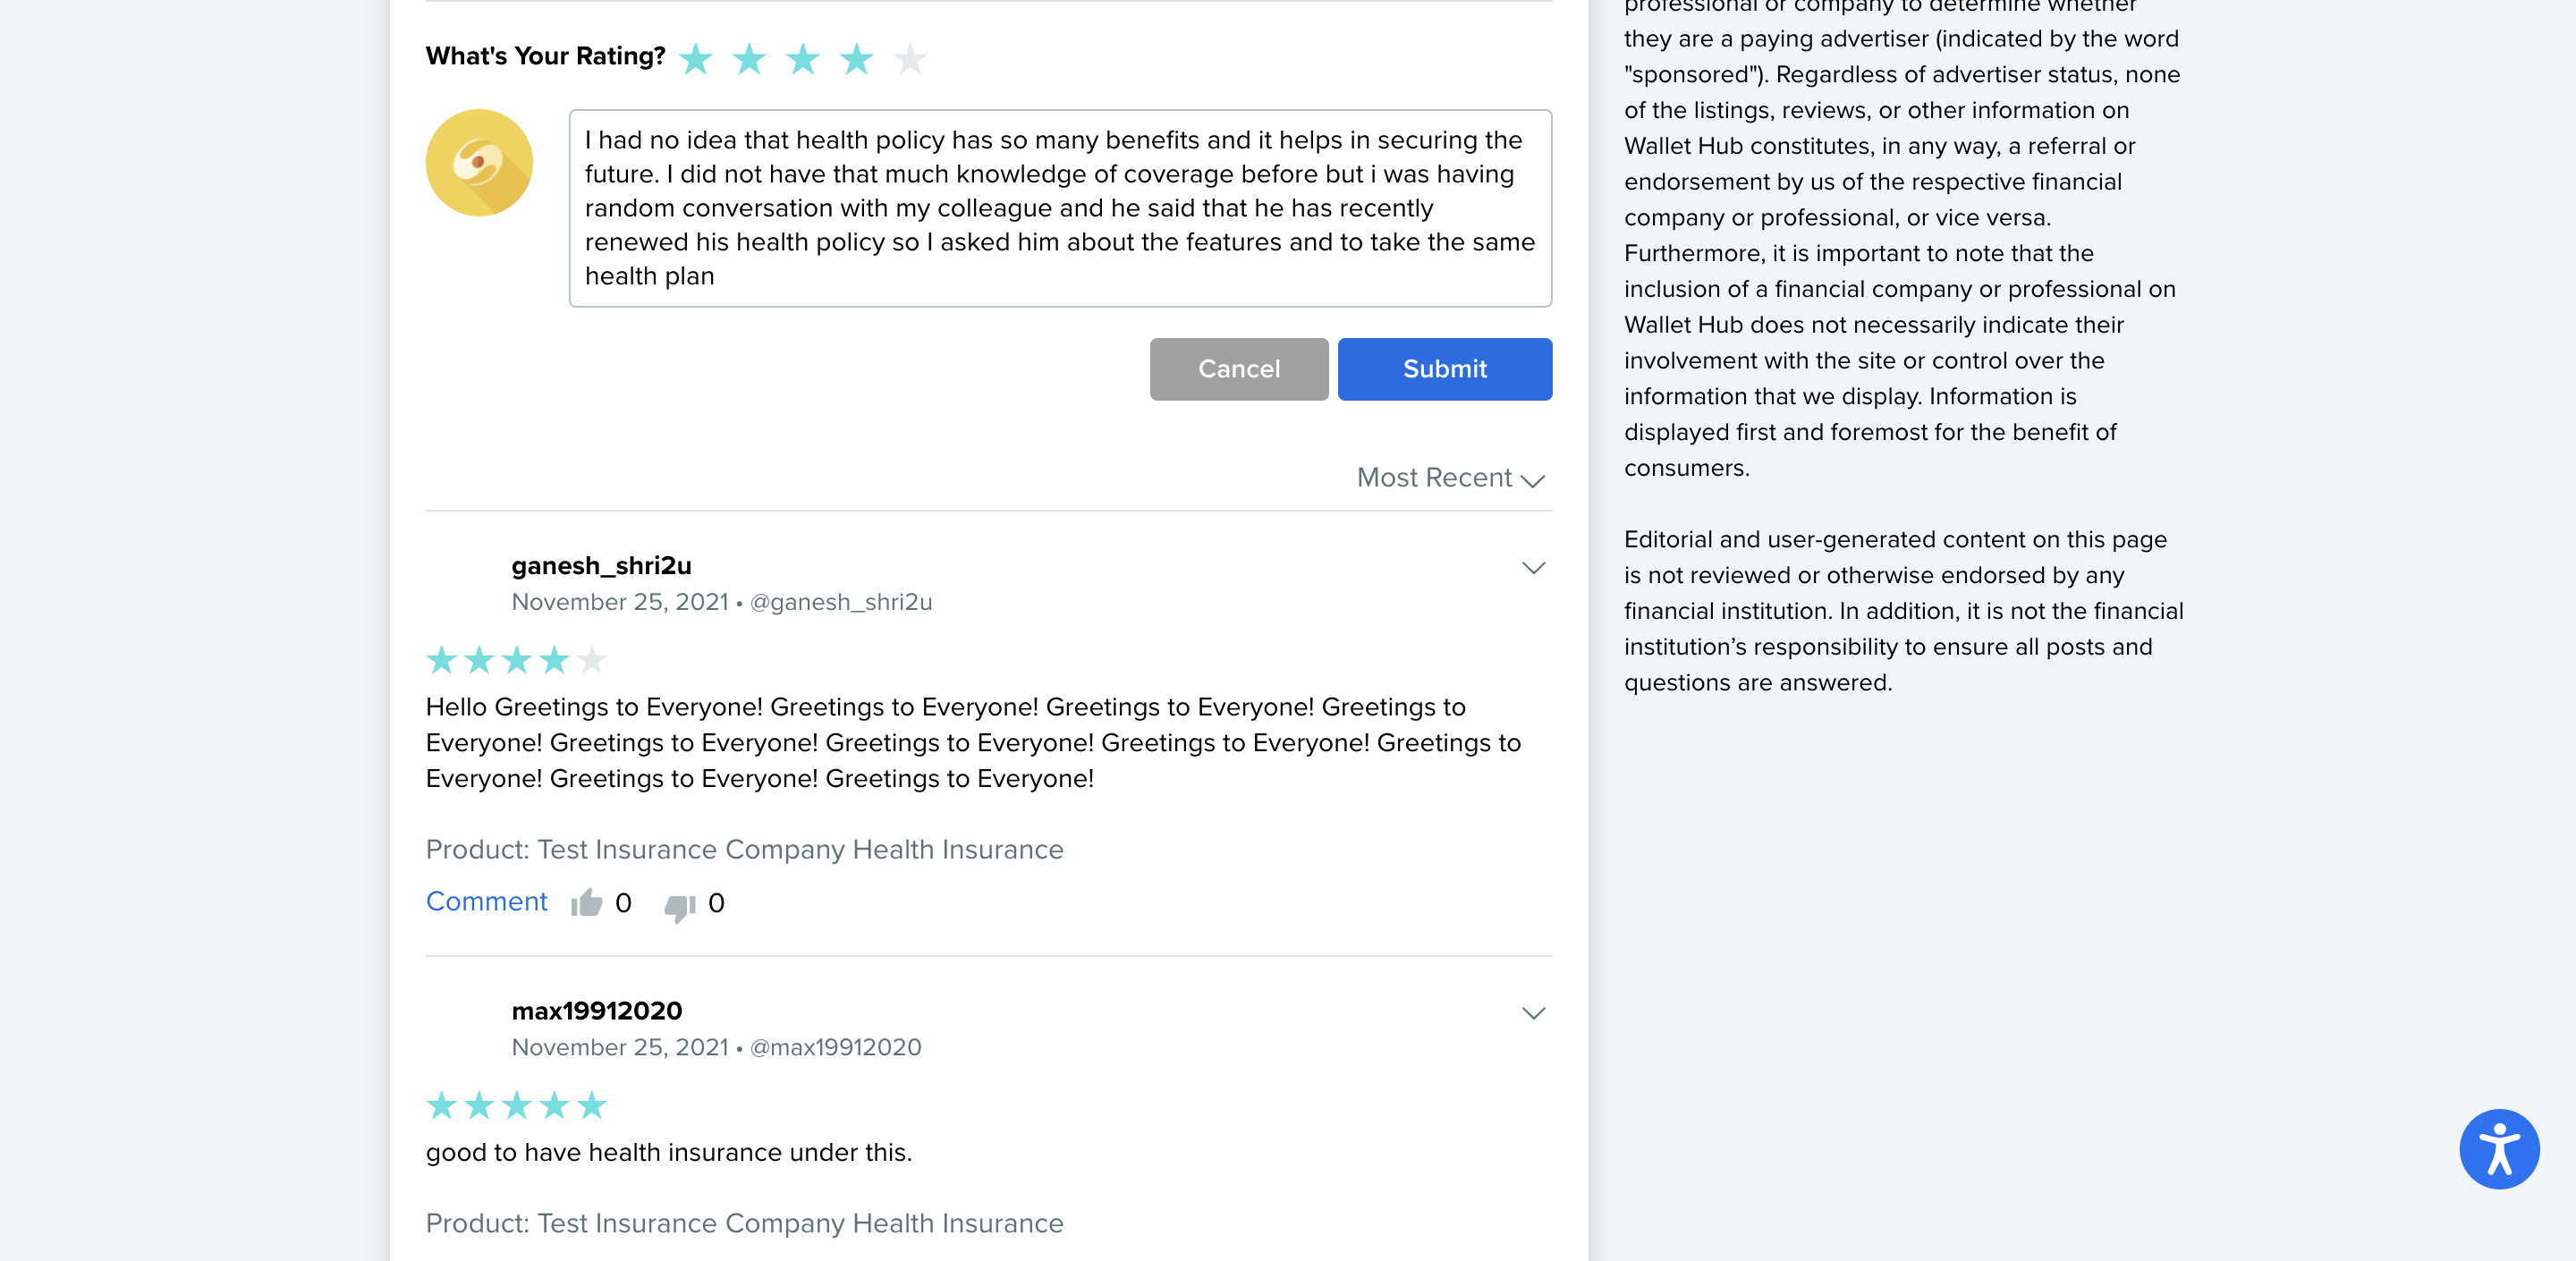 What's Your Rating?
I had no idea that health policy has so many benefits and it helps in securing the
future. I did not have that much knowledge of coverage before but i was having
random conversation with my colleague and he said that he has recently
renewed his health policy so I asked him about the features and to take the same
health plan
Cancel
Submit
Most Recent
ganesh_shri2u
November 25, 2021 • @ganesh_shri2u
Hello Greetings to Everyone! Greetings to Everyone! Greetings to Everyone! Greetings to
Everyone! Greetings to Everyone! Greetings to Everyone! Greetings to Everyone! Greetings to
Everyone! Greetings to Everyone! Greetings to Everyone!
Product: Test Insurance Company Health Insurance
Comment 0 0
max19912020
November 25, 2021 • @max19912020
good to have health insurance under this.
Product: Test Insurance Company Health Insurance
professional or company to determine whether
they are a paying advertiser (indicated by the word
"sponsored"). Regardless of advertiser status, none
of the listings, reviews, or other information on
Wallet Hub constitutes, in any way, a referral or
endorsement by us of the respective financial
company or professional, or vice versa.
Furthermore, it is important to note that the
inclusion of a financial company or professional on
Wallet Hub does not necessarily indicate their
involvement with the site or control over the
information that we display. Information is
displayed first and foremost for the benefit of
consumers.
Editorial and user-generated content on this page
is not reviewed or otherwise endorsed by any
financial institution. In addition, it is not the financial
institution’s responsibility to ensure all posts and
questions are answered.